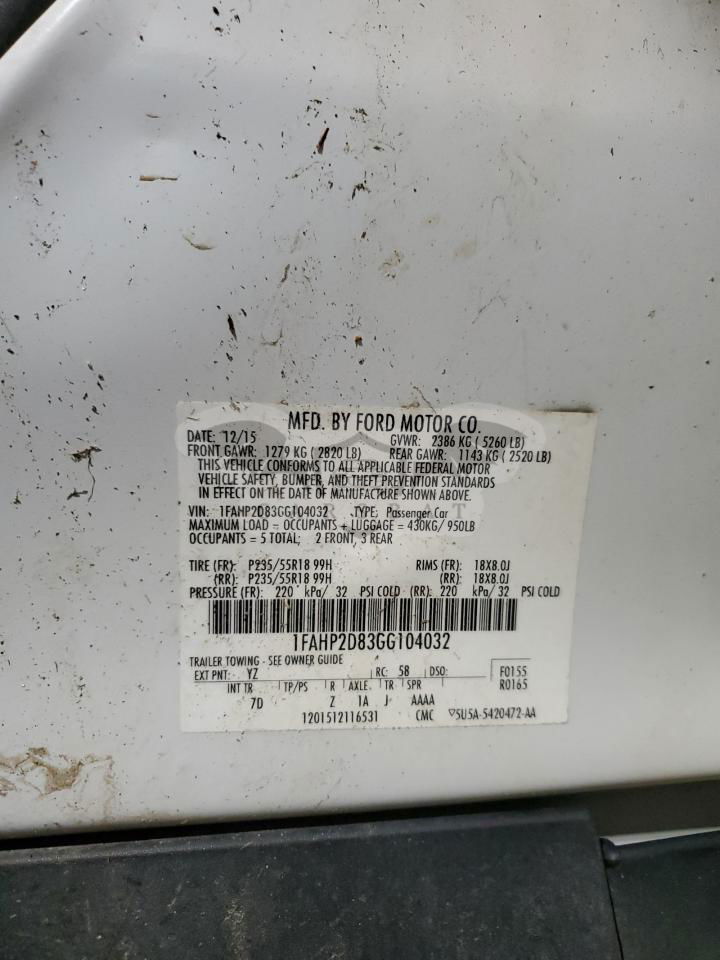 MFD. BY FORD MOTOR CO.
DATE: 12/15 GVWR: 2386 KG ( 5260 LB)
FRONT GAWR: 1279 KG ( 2820 LB) REAR GAWR: 1143 KG ( 2520 LB)
THIS VEHICLE CONFORMS TO ALL APPLICABLE FEDERAL MOTOR
VEHICLE SAFETY, BUMPER, AND THEFT PREVENTION STANDARDS
IN EFFECT ON THE DATE OF MANUFACTURE SHOWN ABOVE.
VIN: 1FAHP2D83GG104032 TYPE: Passenger Car
MAXIMUM LOAD = OCCUPANTS + LUGGAGE = 430KG/ 950LB
OCCUPANTS = 5 TOTAL; 2 FRONT, 3 REAR
TIRE (FR): P235/55R18 99H RIMS (FR): 18X8.0J
(RR): P235/55R18 99H (RR): 18X8.0J
PRESSURE (FR): 220 kPa/ 32 PSI COLD (RR): 220 kPa/ 32 PSI COLD
1FAHP2D83GG104032
TRAILER TOWING - SEE OWNER GUIDE
EXT PNT: YZ RC: 58 DSO: F0155
INT TR TP/PS R AXLE TR SPR R0165
7D Z 1A J AAAA
1201512116531 CMC ▽5U5A-5420472-AA